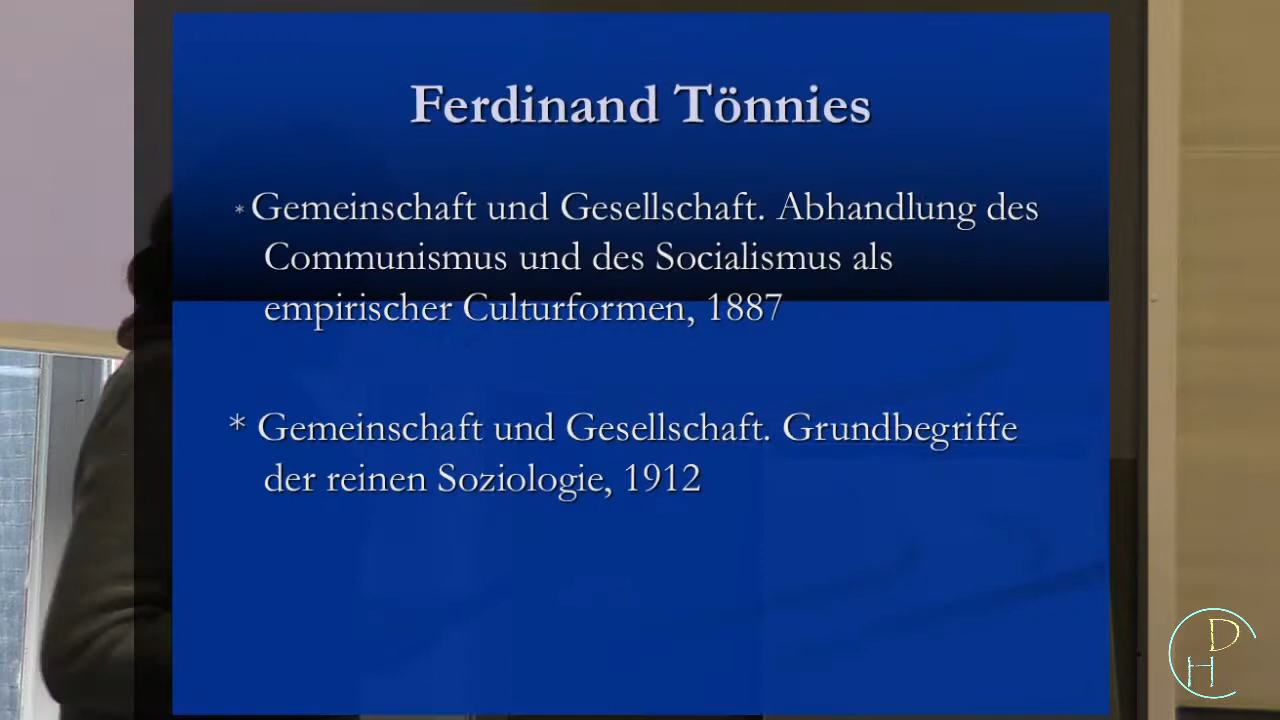 Ferdinand Tönnies
* Gemeinschaft und Gesellschaft. Abhandlung des
Communismus und des Socialismus als
empirischer Culturformen, 1887
* Gemeinschaft und Gesellschaft. Grundbegriffe
der reinen Soziologie, 1912
HD